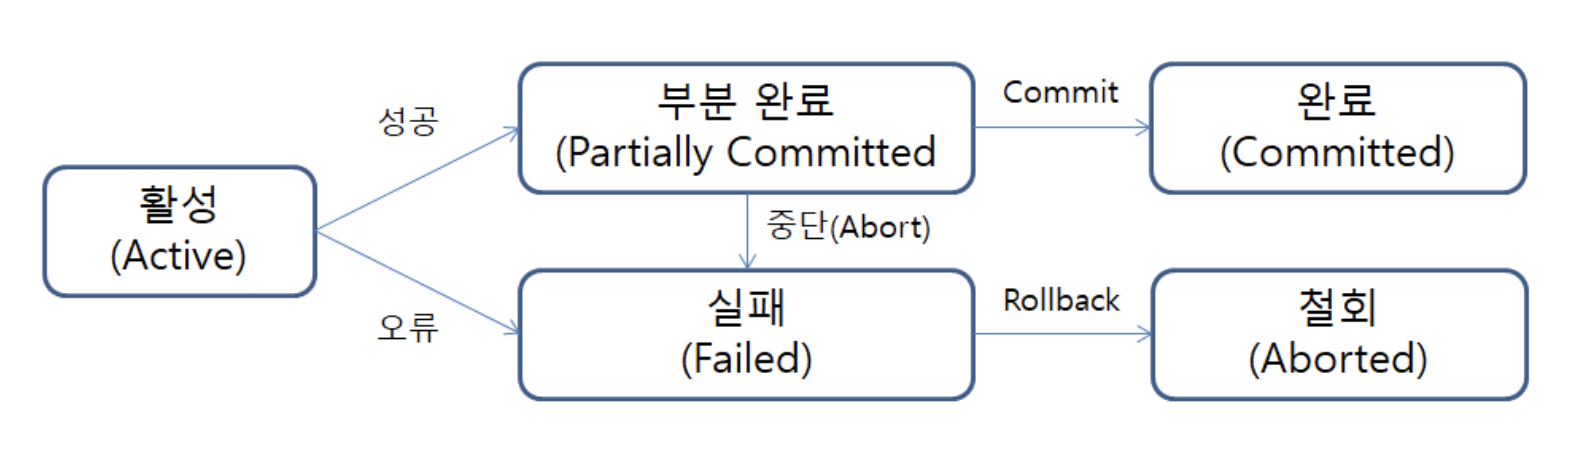 활성
(Active)
성공
오류
부분 완료
(Partially Committed
중단(Abort)
실패
(Failed)
Commit
완료
(Committed)
Rollback
철회
(Aborted)